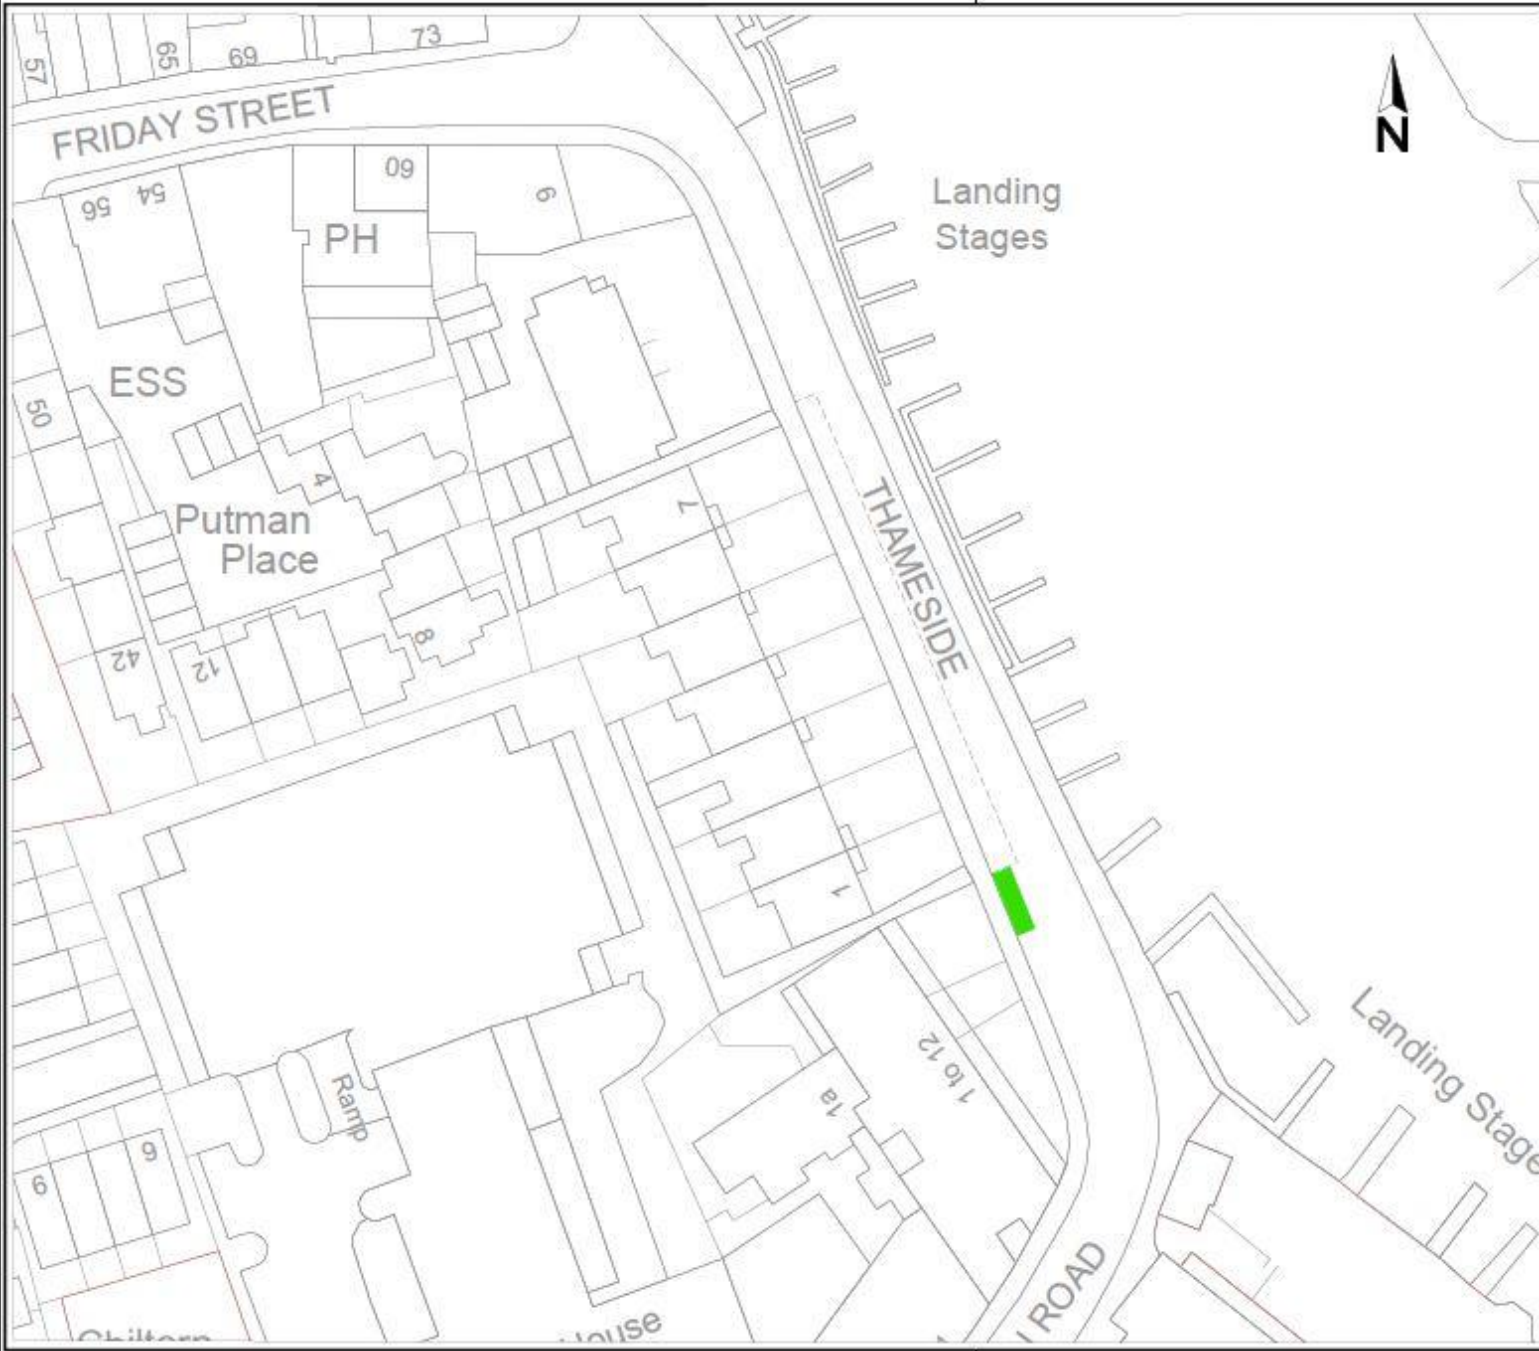 57
65
69
73
FRIDAY STREET
N
56
54
60
6
PH
Landing
Stages
ESS
50
4
7
Putman
Place
THAMESIDE
42
12
8
1
1 to 12
1a
Ramp
Landing Stage
9
6
ROAD
House